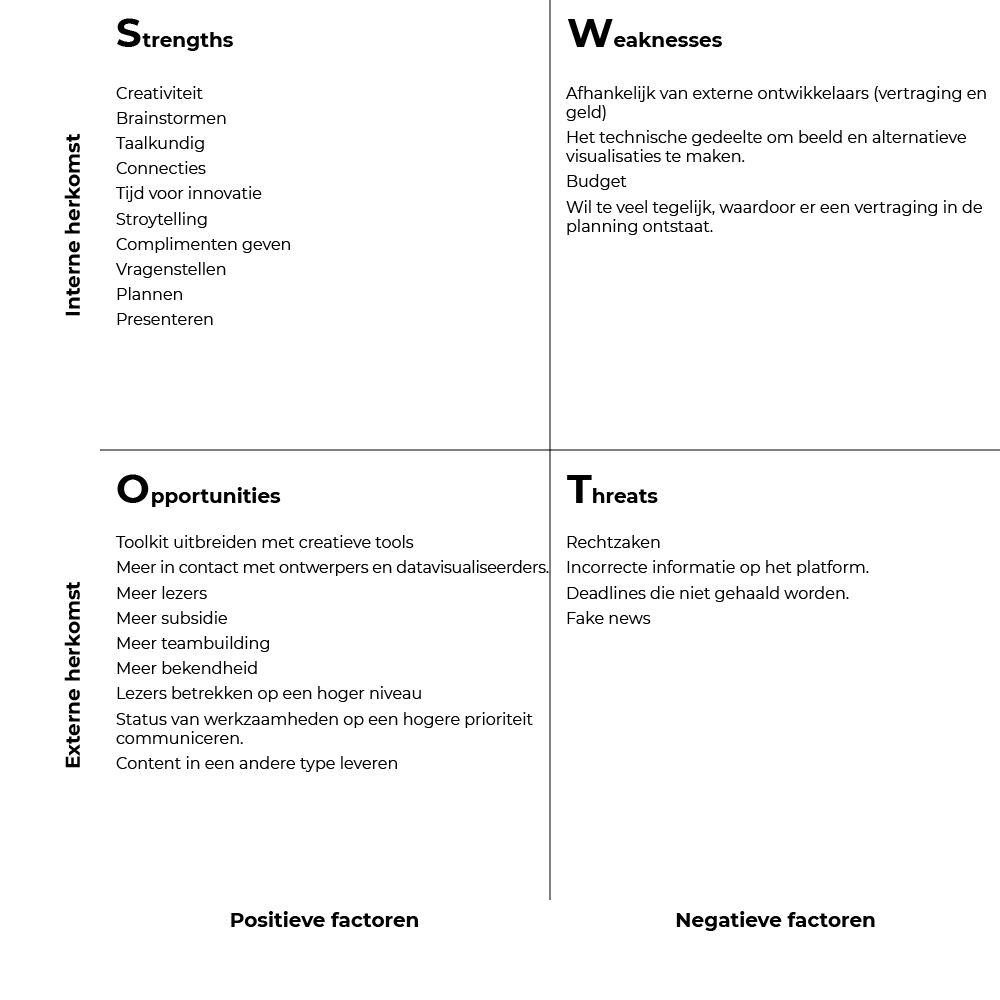 Strengths
Weaknesses
Interne herkomst
Creativiteit
Brainstormen
Taalkundig
Connecties
Tijd voor innovatie
Stroytelling
Complimenten geven
Vragenstellen
Plannen
Presenteren
Afhankelijk van externe ontwikkelaars (vertraging en
geld)
Het technische gedeelte om beeld en alternatieve
visualisaties te maken.
Budget
Wil te veel tegelijk, waardoor er een vertraging in de
planning ontstaat.
Opportunities
Threats
Externe herkomst
Toolkit uitbreiden met creatieve tools
Meer in contact met ontwerpers en datavisualiseerders.
Meer lezers
Meer subsidie
Meer teambuilding
Meer bekendheid
Lezers betrekken op een hoger niveau
Status van werkzaamheden op een hogere prioriteit
communiceren.
Content in een andere type leveren
Rechtzaken
Incorrecte informatie op het platform.
Deadlines die niet gehaald worden.
Fake news
Positieve factoren
Negatieve factoren